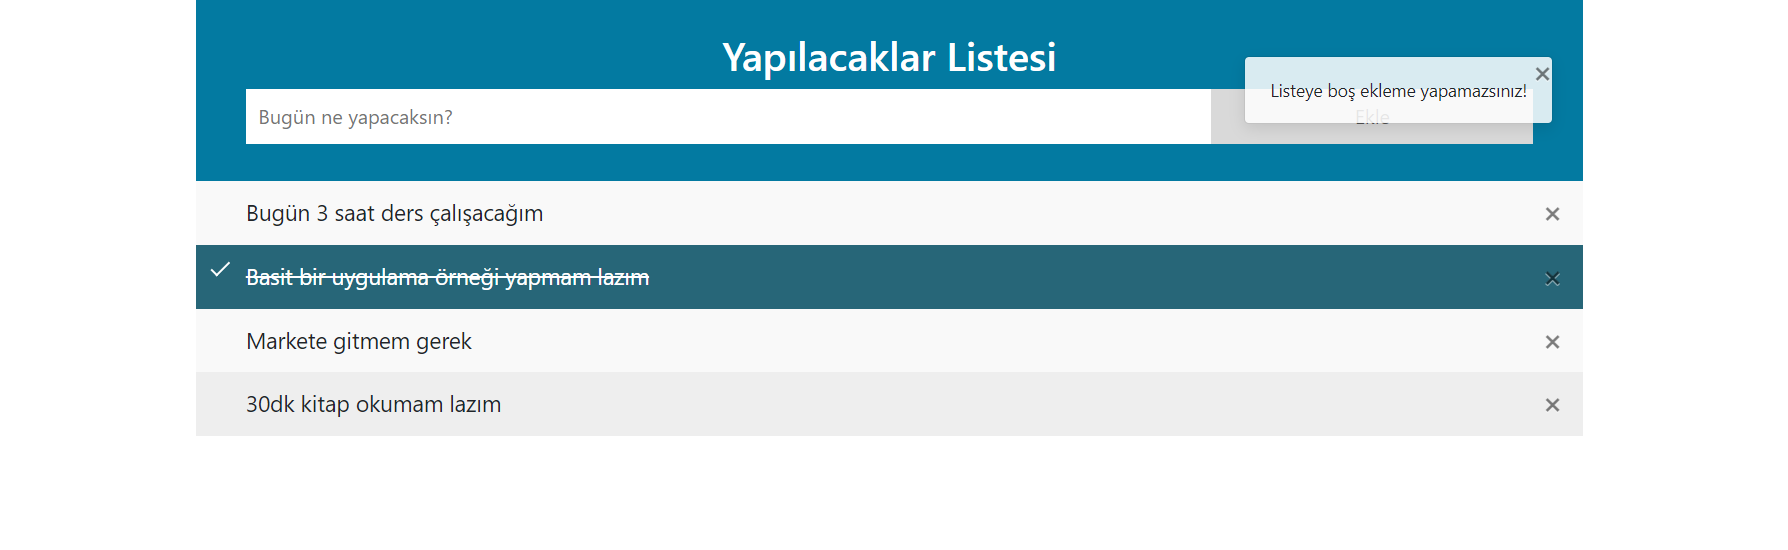 Yapılacaklar Listesi
Listeye boş ekleme yapamazsınız!
Bugün ne yapacaksın?
Ekle
Bugün 3 saat ders çalışacağım
Basit bir uygulama örneği yapmam lazım
Markete gitmem gerek
30dk kitap okumam lazım